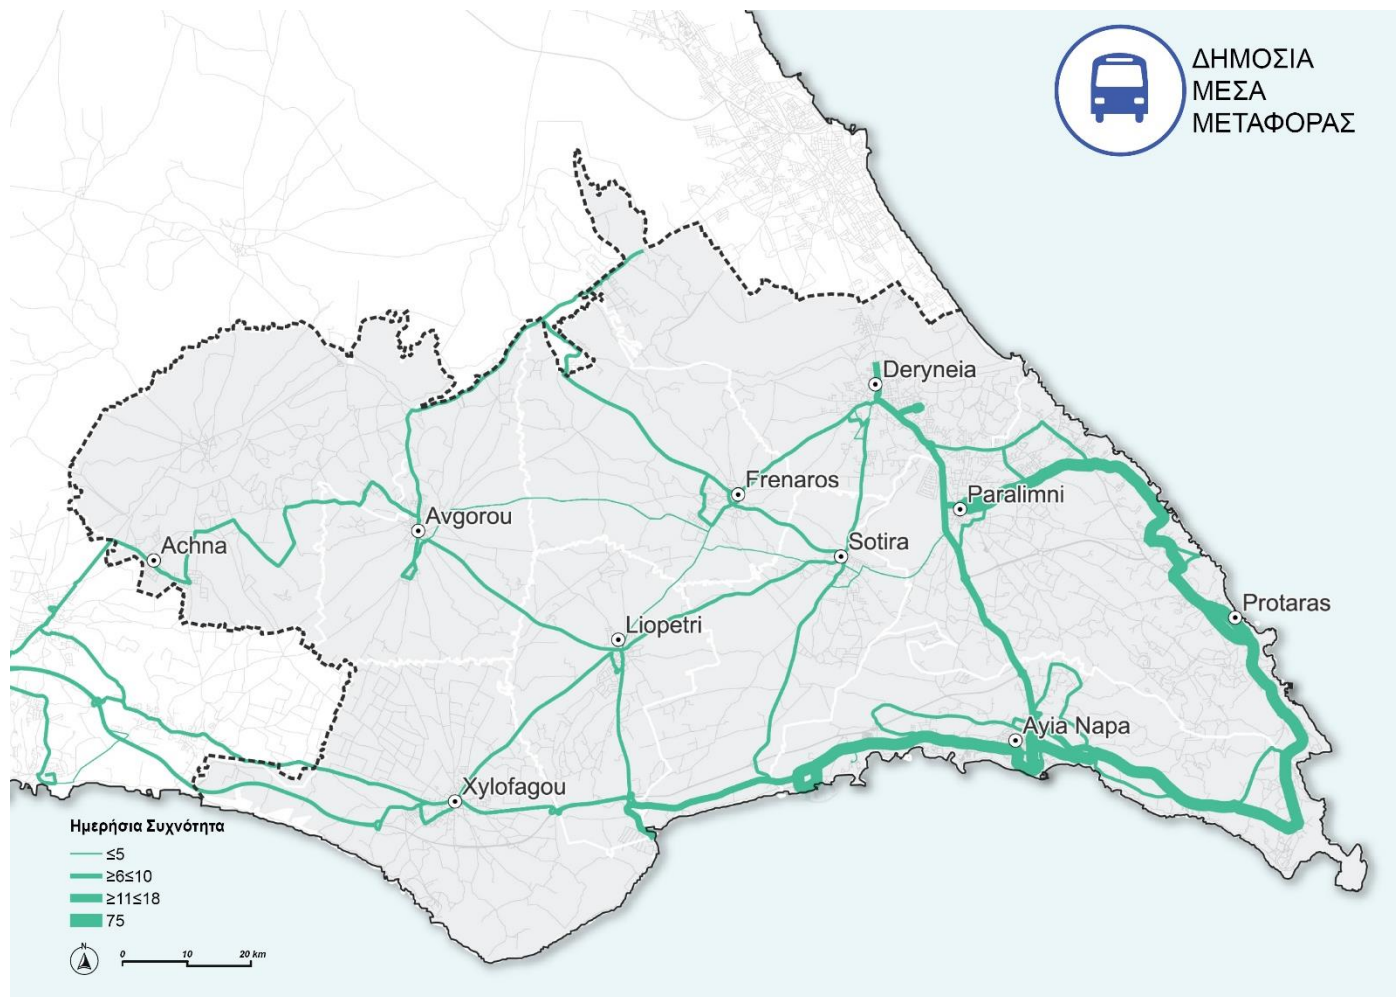 ΔΗΜΟΣΙΑ
ΜΕΣΑ
ΜΕΤΑΦΟΡΑΣ
Deryneia
Frenaros
Paralimni
Avgorou
Achna
Sotira
Protaras
Liopetri
Ayia Napa
Xylofagou
Ημερήσια Συχνότητα
≤5
≥6≤10
≥11≤18
75
N
0 10 20 km